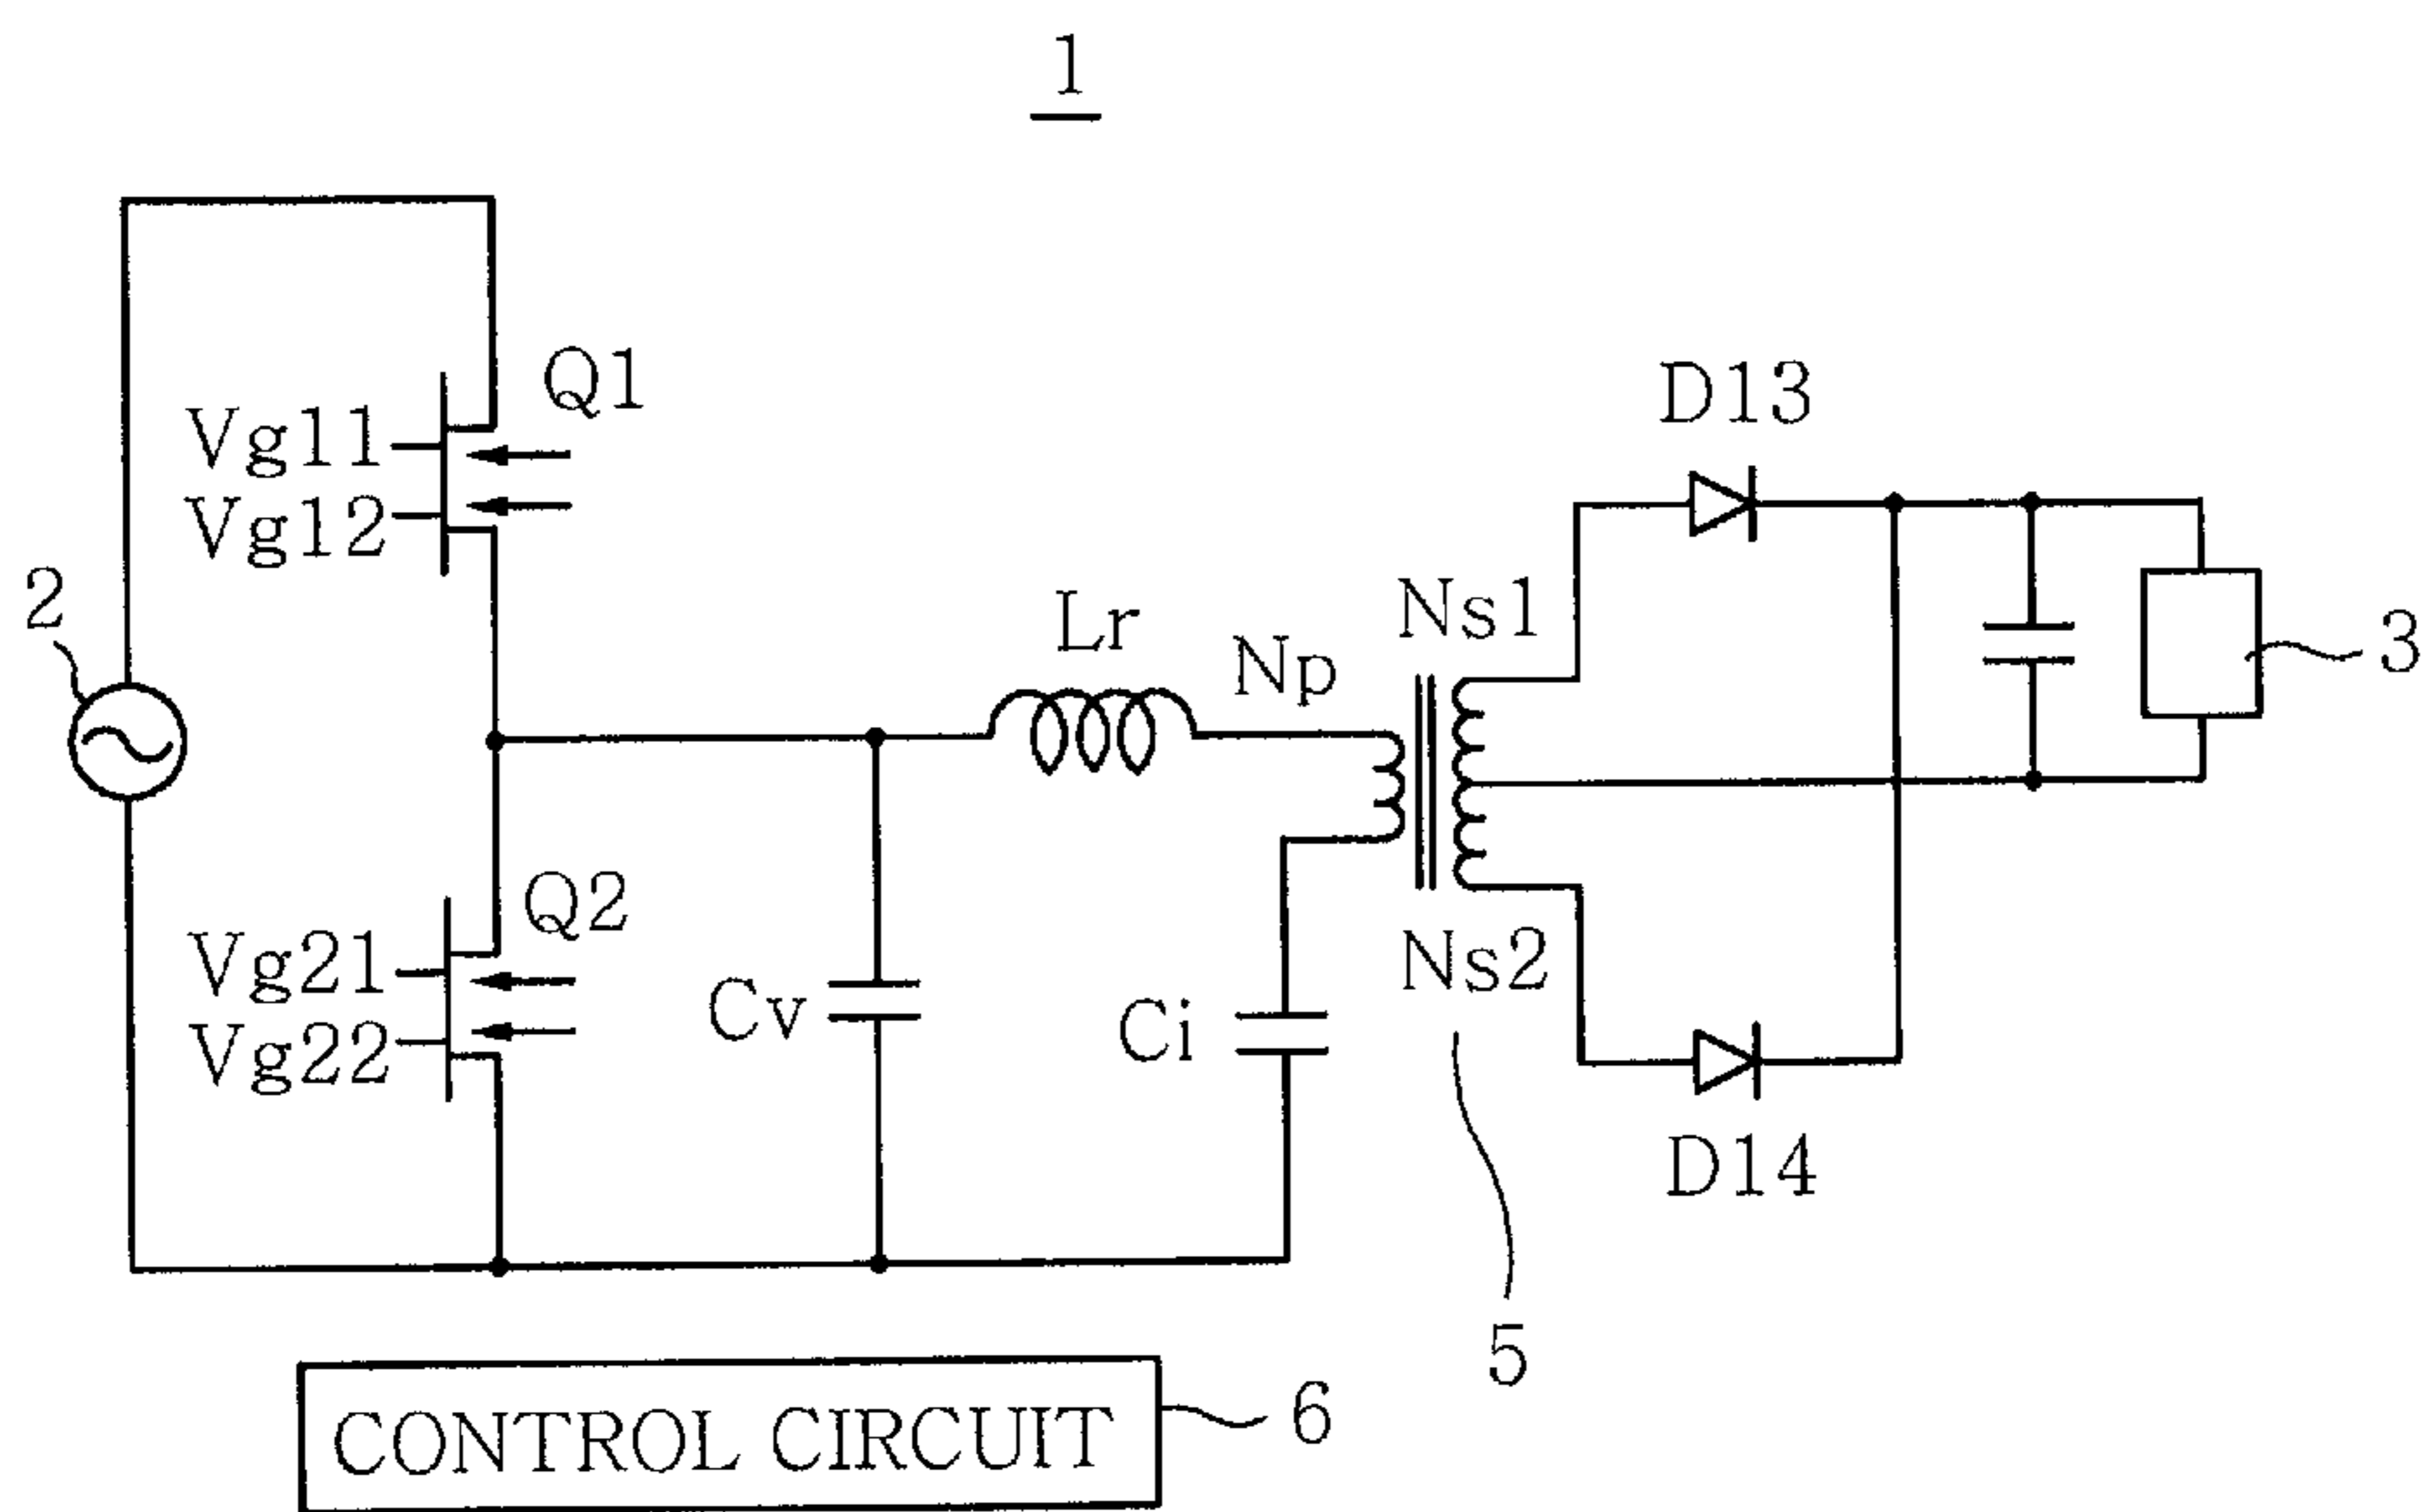 1
Q1
Vg11
Vg12
D13
2
Lr
Np
Ns1
3
Q2
Vg21
Vg22
Cv
Ci
Ns2
D14
5
CONTROL CIRCUIT
6